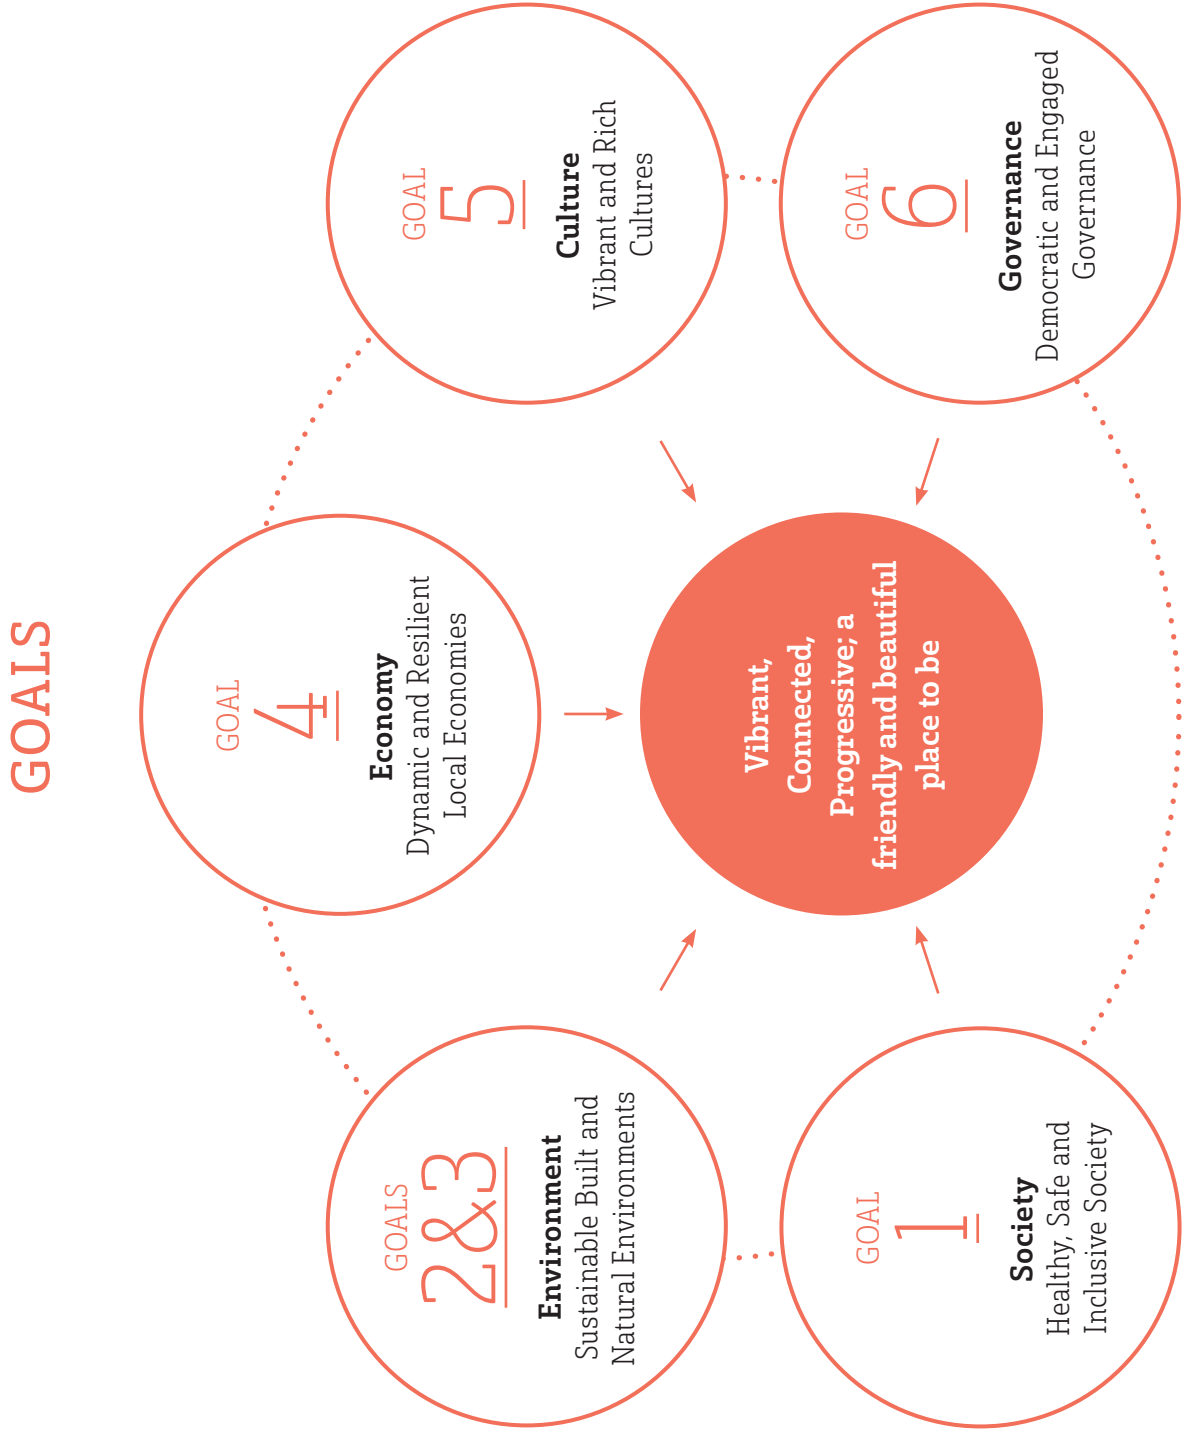 GOALS
GOAL
1
Society
Healthy, Safe and
Inclusive Society
GOALS
2&3
Environment
Sustainable Built and
Natural Environments
GOAL
4
Economy
Dynamic and Resilient
Local Economies
GOAL
5
Culture
Vibrant and Rich
Cultures
GOAL
6
Governance
Democratic and Engaged
Governance
Vibrant,
Connected,
Progressive; a
friendly and beautiful
place to be